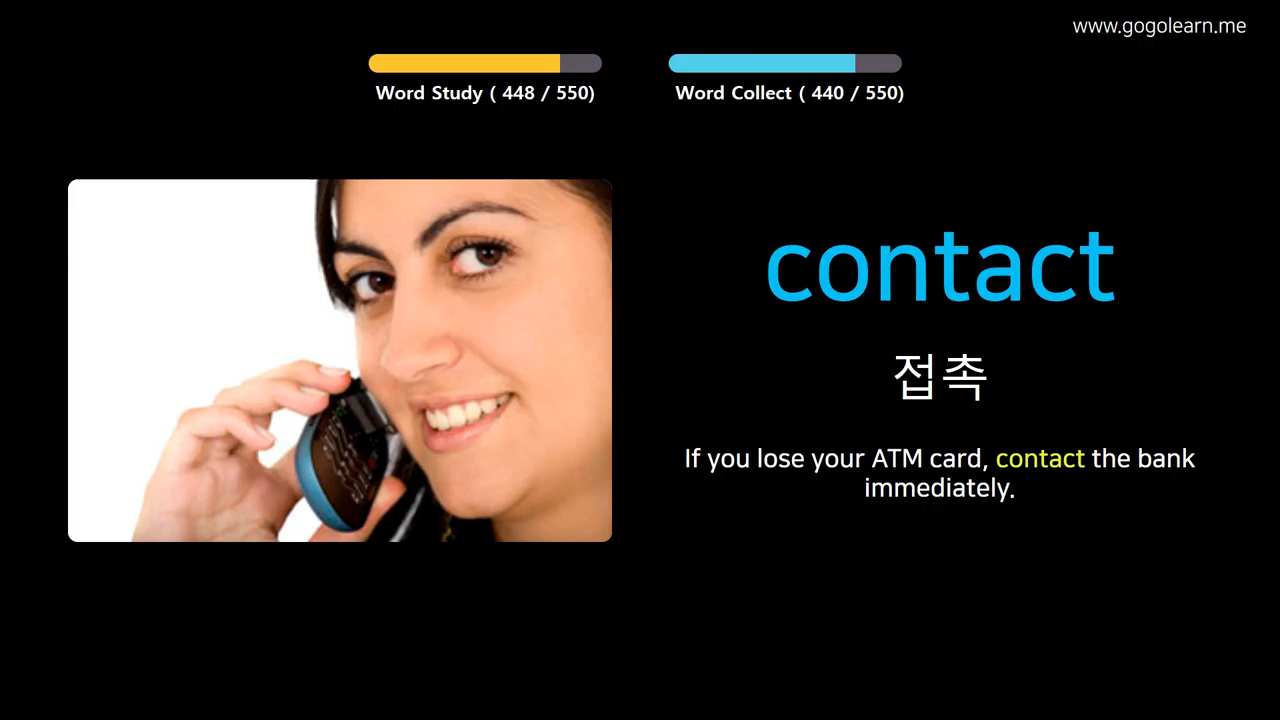 www.gogolearn.me
Word Study ( 448 / 550)
Word Collect ( 440 / 550)
contact
접촉
If you lose your ATM card, contact the bank
immediately.